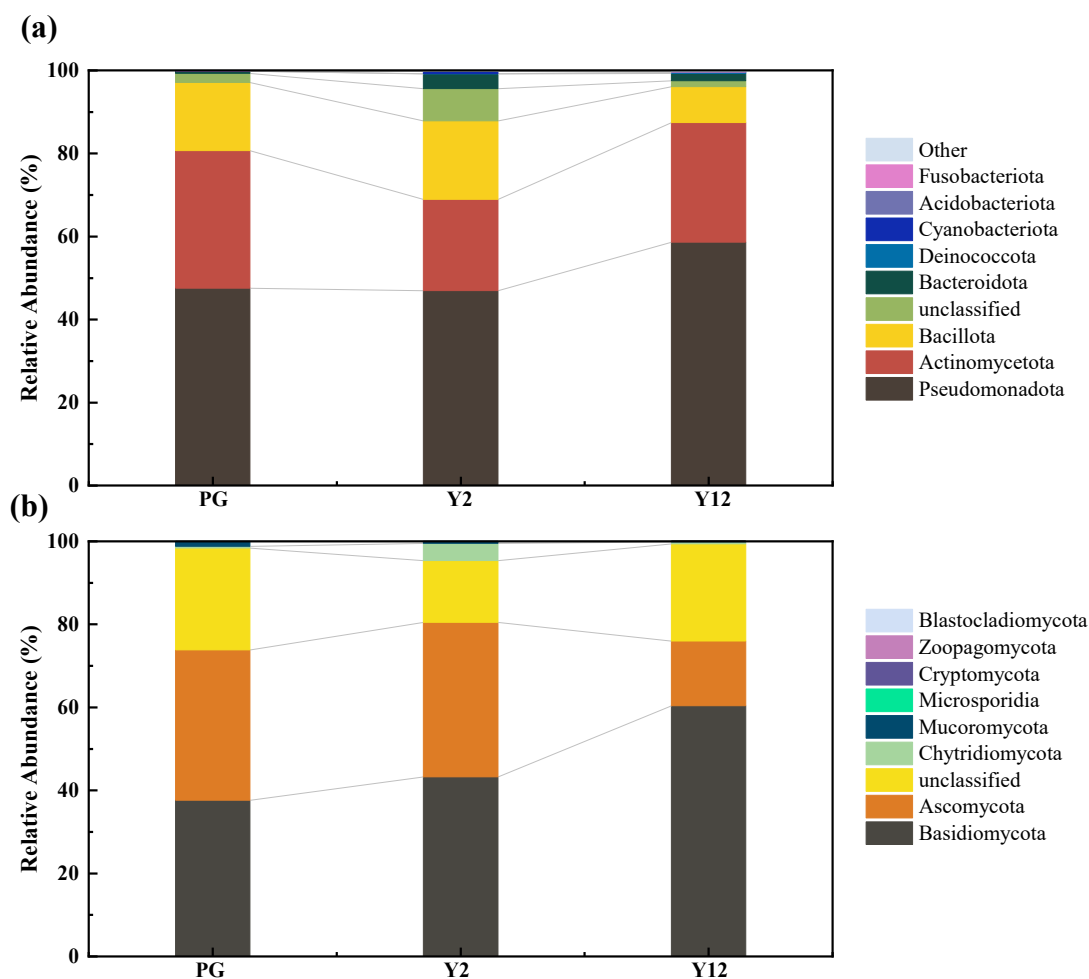 (a)
100
80
60
40
20
0
Relative Abundance (%)
PG
Y2
Y12
Other
Fusobacteriota
Acidobacteriota
Cyanobacteriota
Deinococcota
Bacteroidota
unclassified
Bacillota
Actinomycetota
Pseudomonadota
(b)
100
80
60
40
20
0
Relative Abundance (%)
PG
Y2
Y12
Blastocladiomycota
Zoopagomycota
Cryptomycota
Microsporidia
Mucoromycota
Chytridiomycota
unclassified
Ascomycota
Basidiomycota